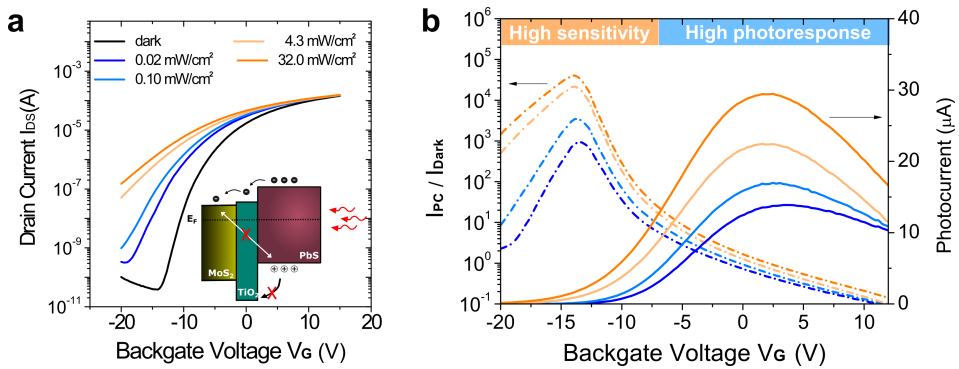 a
dark
0.02 mW/cm²
0.10 mW/cm²
4.3 mW/cm²
32.0 mW/cm²
Drain Current IDS(A)
10⁻³
10⁻⁵
10⁻⁷
10⁻⁹
10⁻¹¹
EF
MoS₂
TiO₂
PbS
-20
-10
0
10
20
Backgate Voltage VG (V)
b
High sensitivity
High photoresponse
IPC / IDark
10⁶
10⁵
10⁴
10³
10²
10¹
10⁰
10⁻¹
40
30
20
10
0
Photocurrent (µA)
-20
-15
-10
-5
0
5
10
Backgate Voltage VG (V)